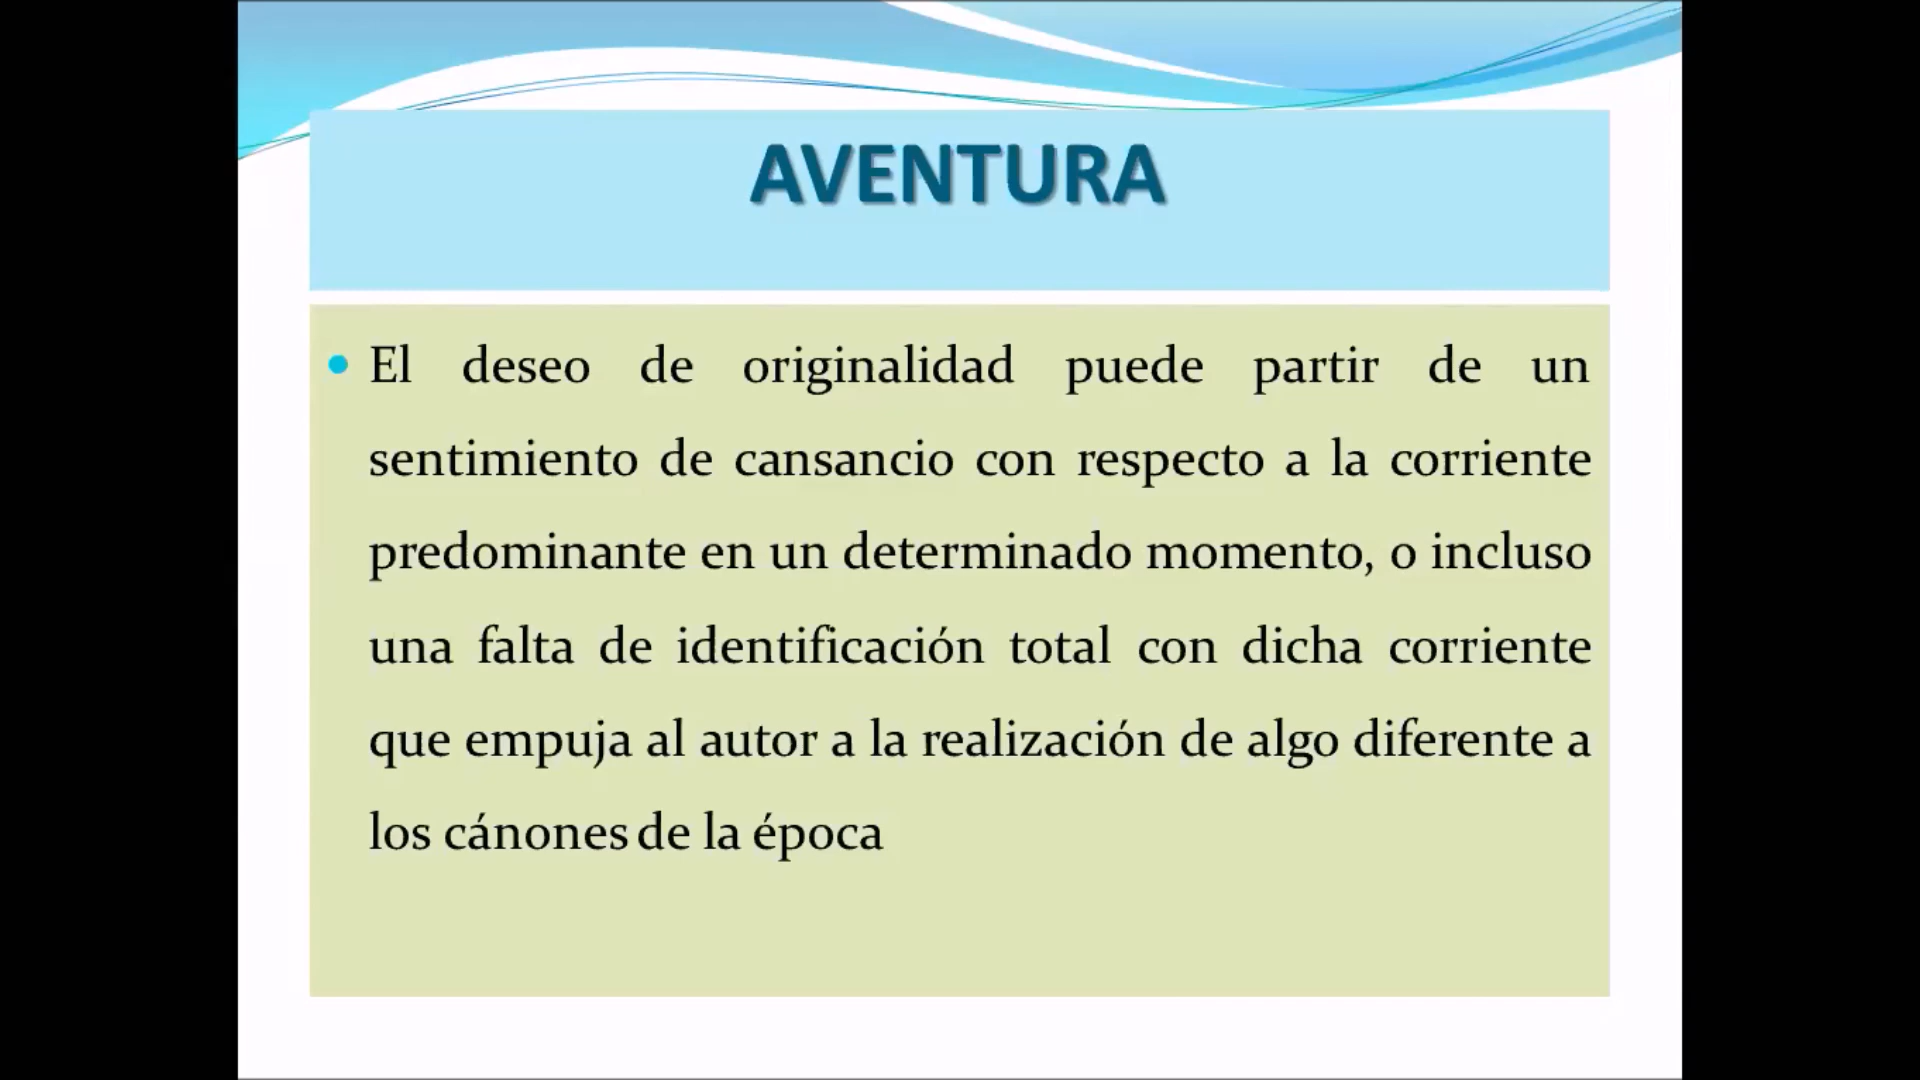 AVENTURA
El deseo de originalidad puede partir de un
sentimiento de cansancio con respecto a la corriente
predominante en un determinado momento, o incluso
una falta de identificación total con dicha corriente
que empuja al autor a la realización de algo diferente a
los cánones de la época